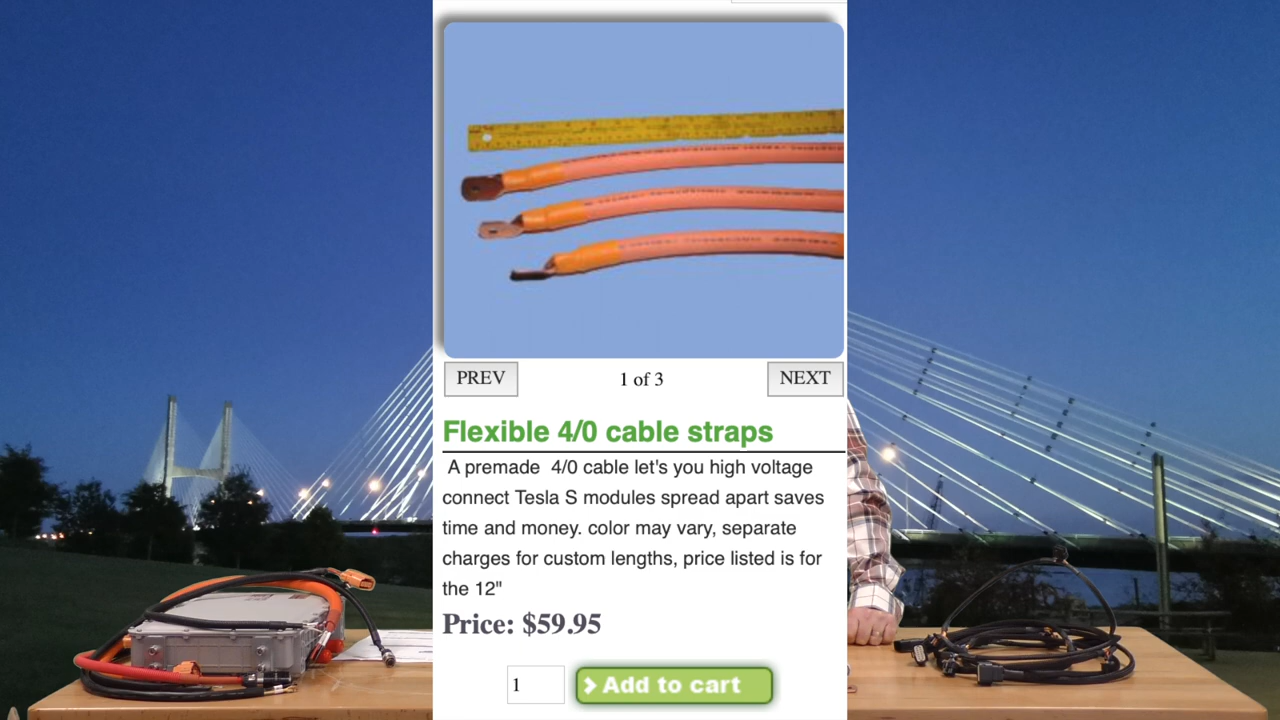 PREV
1 of 3
NEXT
Flexible 4/0 cable straps
A premade 4/0 cable let's you high voltage
connect Tesla S modules spread apart saves
time and money. color may vary, separate
charges for custom lengths, price listed is for
the 12"
Price: $59.95
1
Add to cart